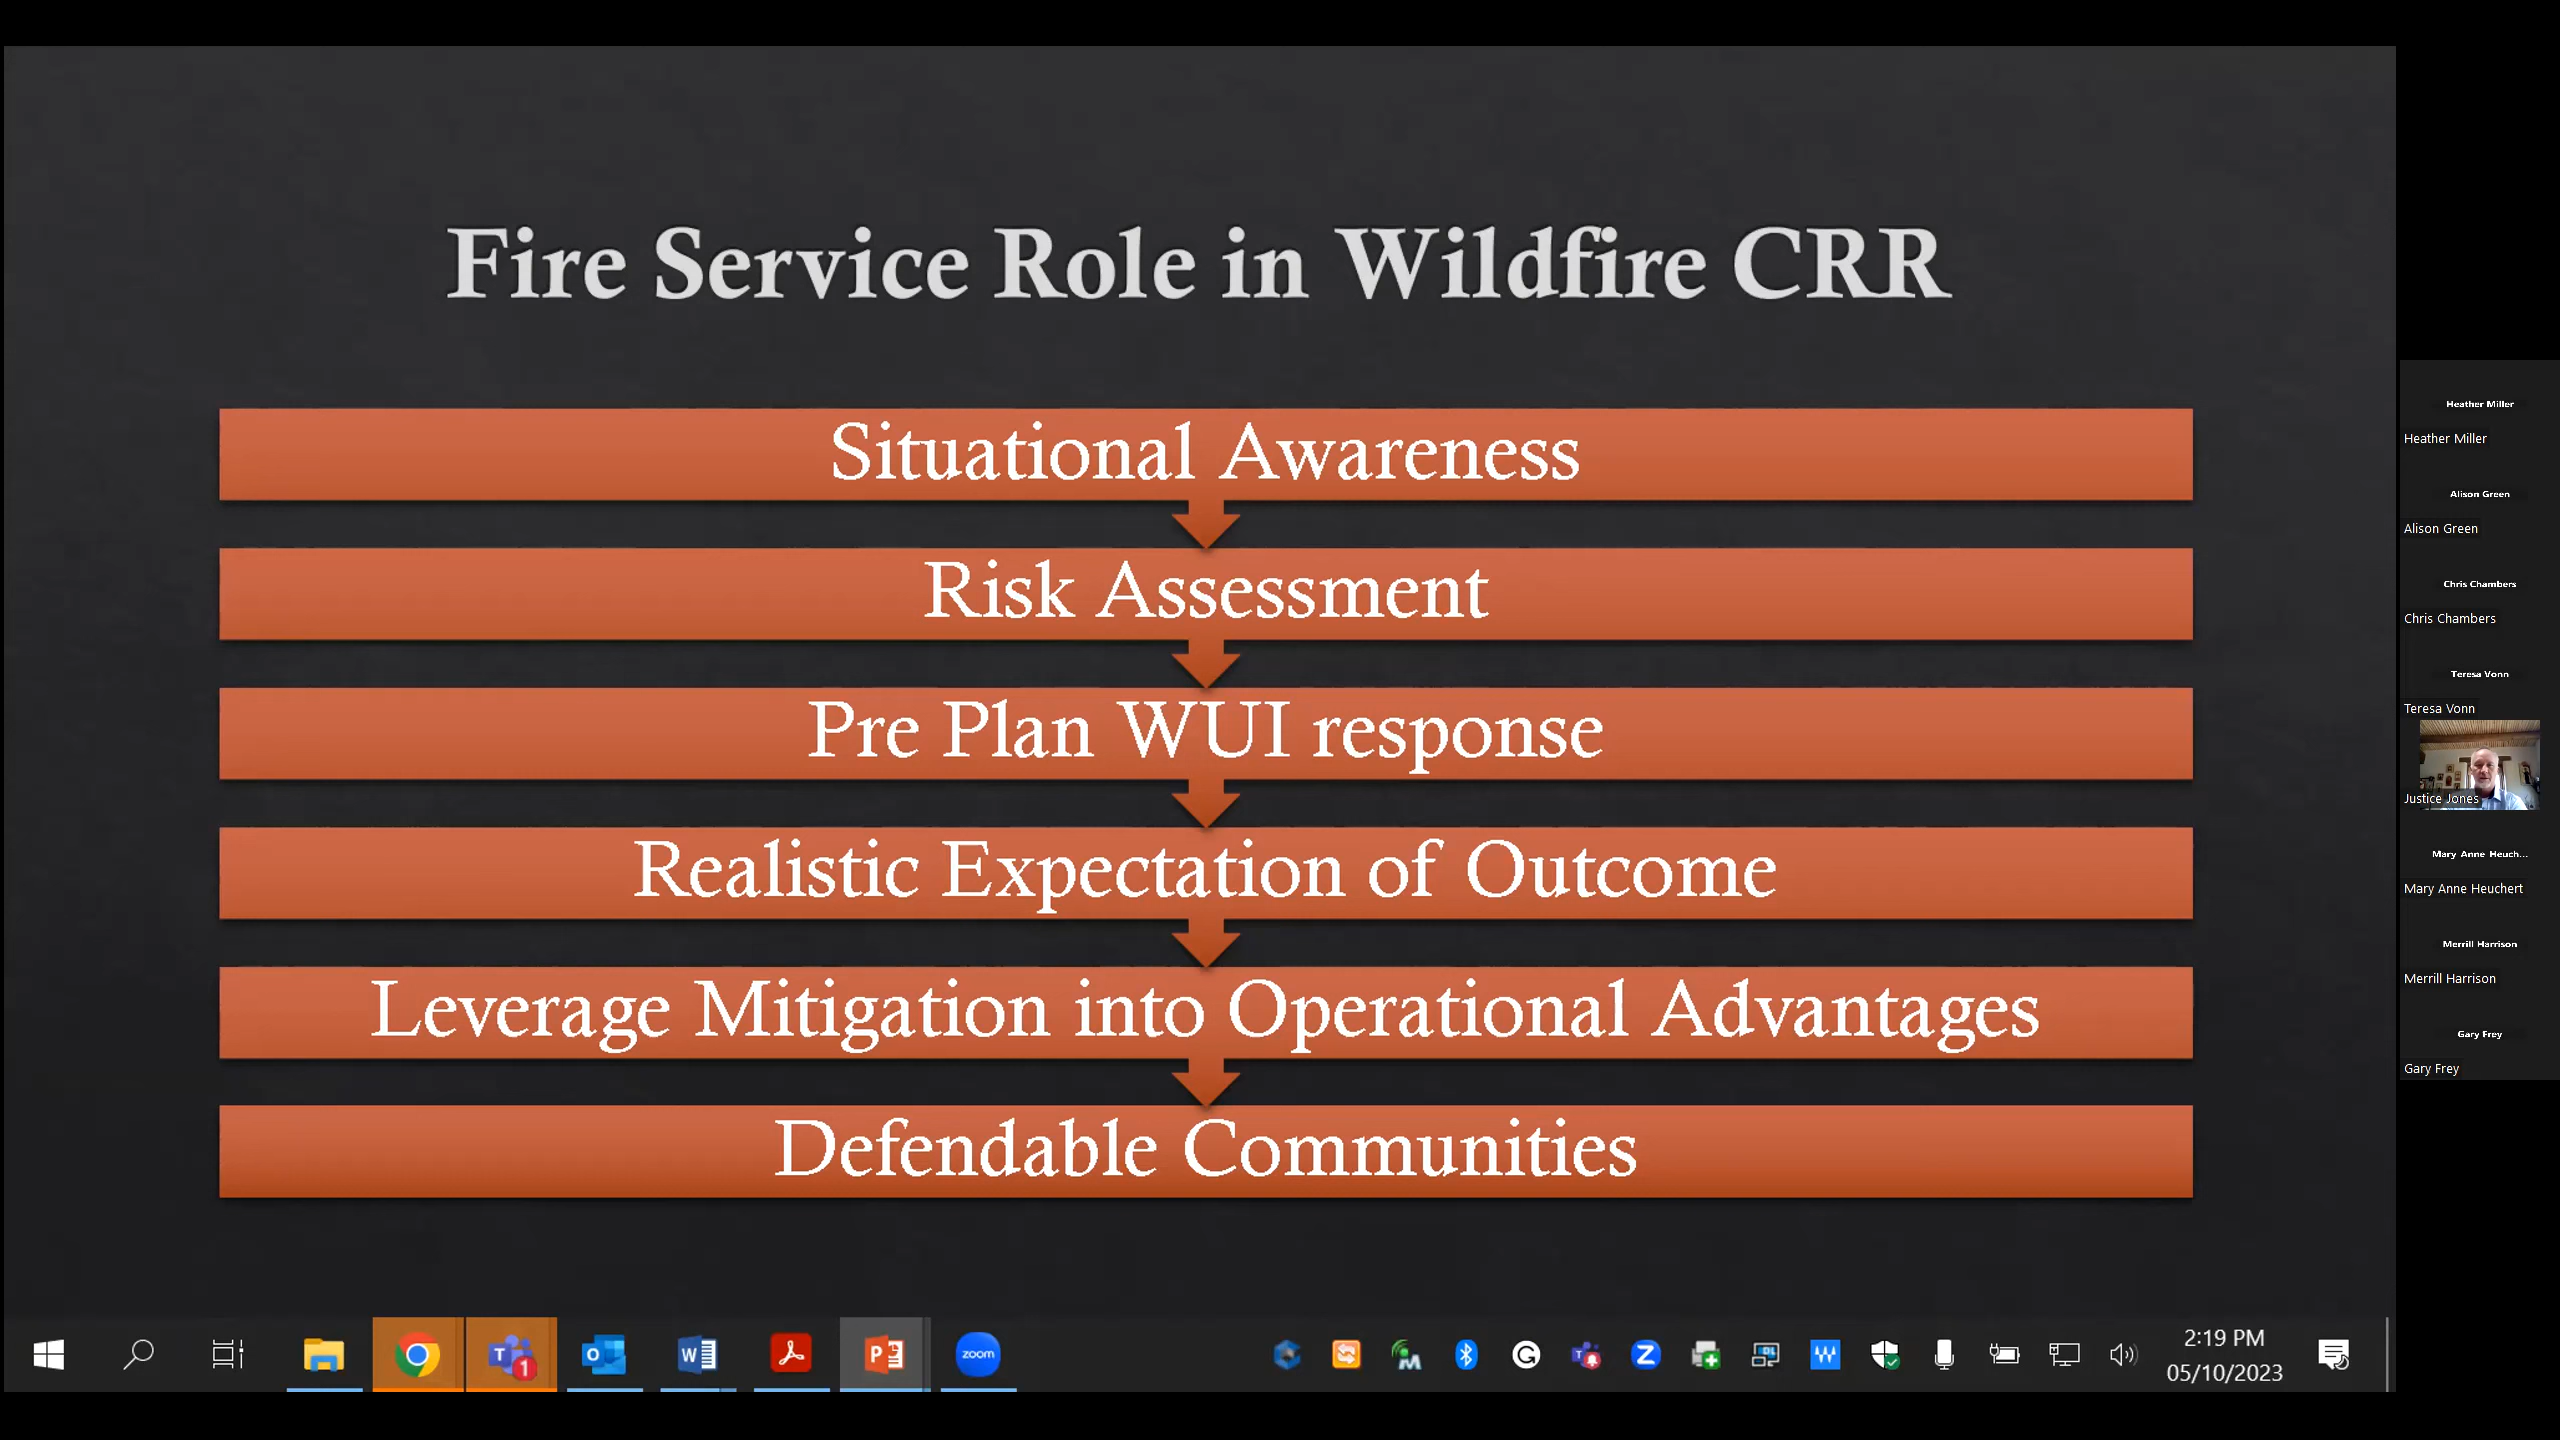 Fire Service Role in Wildfire CRR
Situational Awareness
Risk Assessment
Pre Plan WUI response
Realistic Expectation of Outcome
Leverage Mitigation into Operational Advantages
Defendable Communities
Heather Miller
Heather Miller
Alison Green
Alison Green
Chris Chambers
Chris Chambers
Teresa Vonn
Teresa Vonn
Justice Jones
Mary Anne Heuch...
Mary Anne Heuchert
Merrill Harrison
Merrill Harrison
Gary Frey
Gary Frey
1
zoom
2:19 PM
05/10/2023